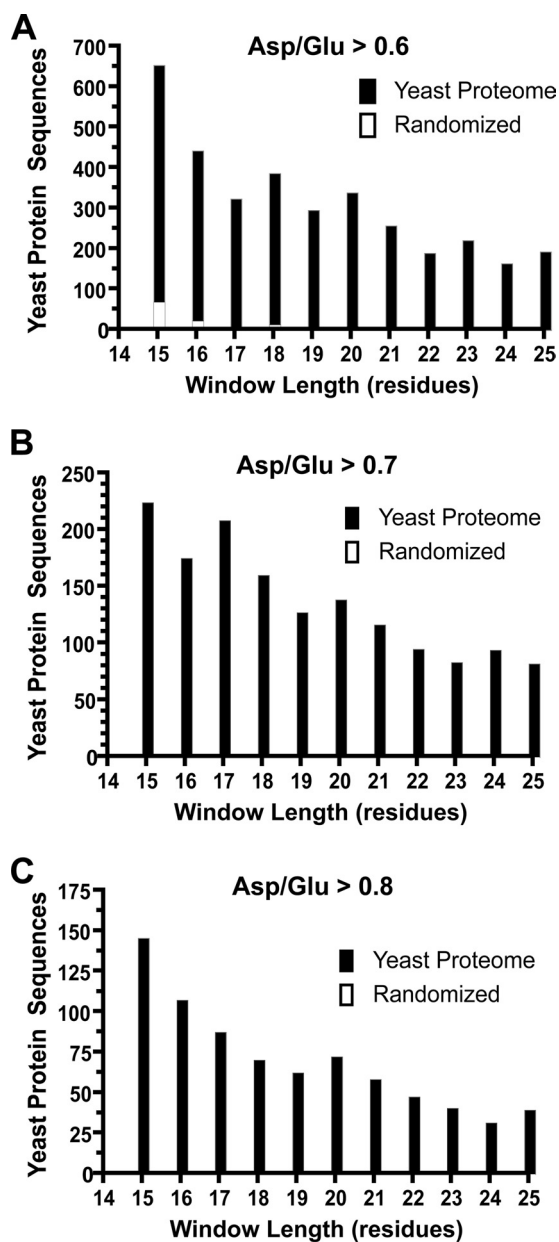 A
Asp/Glu > 0.6
Yeast Proteome
Randomized
Yeast Protein Sequences
700
600
500
400
300
200
100
0
14 15 16 17 18 19 20 21 22 23 24 25
Window Length (residues)
B
Asp/Glu > 0.7
Yeast Proteome
Randomized
Yeast Protein Sequences
250
200
150
100
50
0
14 15 16 17 18 19 20 21 22 23 24 25
Window Length (residues)
C
Asp/Glu > 0.8
Yeast Proteome
Randomized
Yeast Protein Sequences
175
150
125
100
75
50
25
0
14 15 16 17 18 19 20 21 22 23 24 25
Window Length (residues)